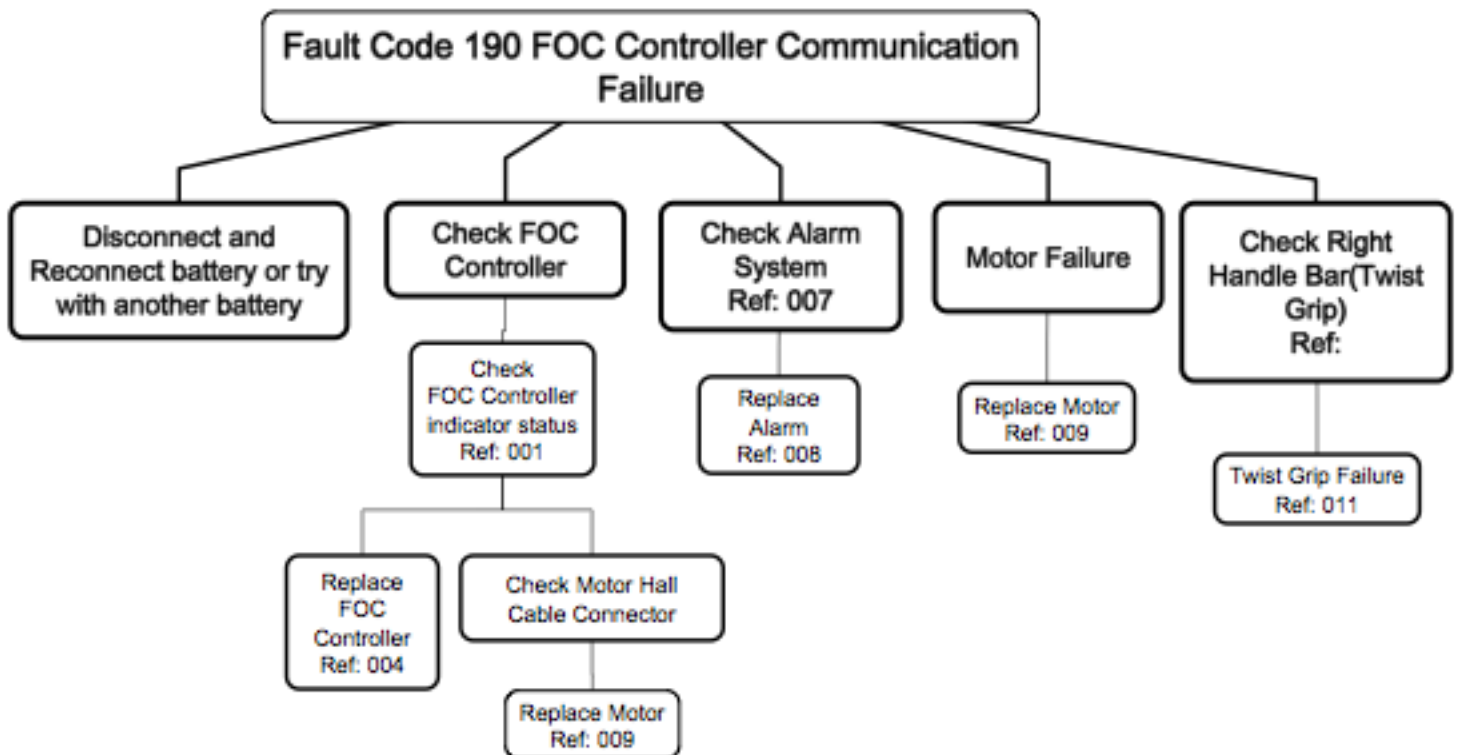 Fault Code 190 FOC Controller Communication
Failure
Disconnect and
Reconnect battery or try
with another battery
Check FOC
Controller
Check Alarm
System
Ref: 007
Motor Failure
Check Right
Handle Bar(Twist
Grip)
Ref:
Check
FOC Controller
indicator status
Ref: 001
Replace
Alarm
Ref: 008
Replace Motor
Ref: 009
Twist Grip Failure
Ref: 011
Replace
FOC
Controller
Ref: 004
Check Motor Hall
Cable Connector
Replace Motor
Ref: 009